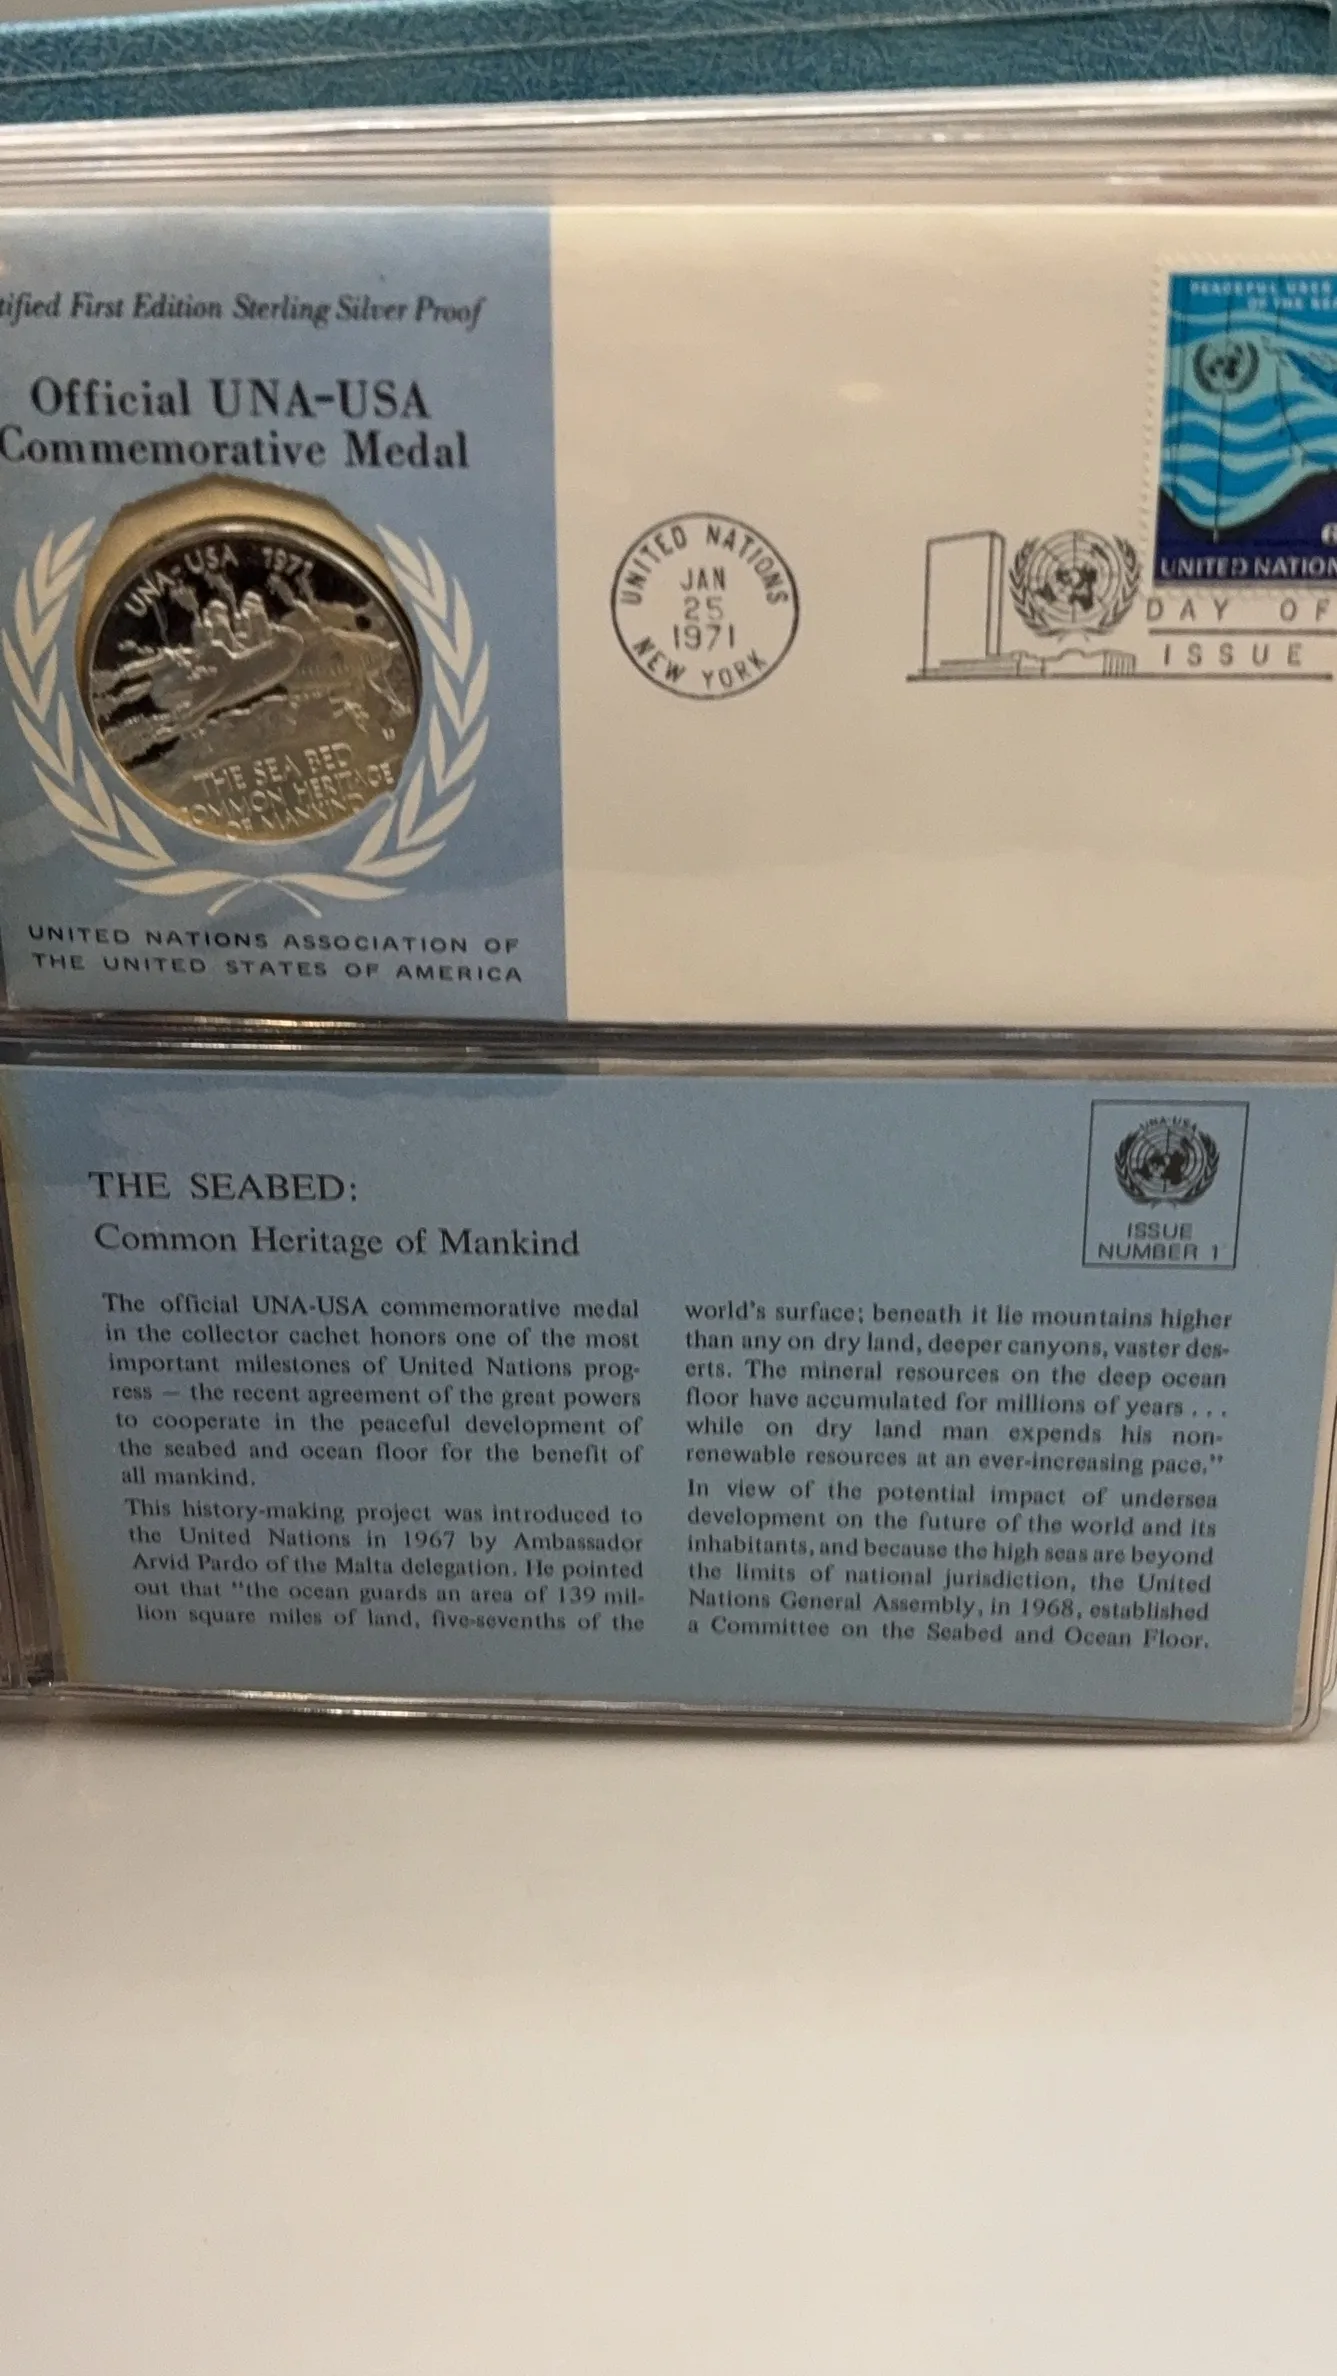 tified First Edition Sterling Silver Proof
Official UNA-USA
Commemorative Medal
UNA-USA 1971
THE SEA BED
COMMON HERITAGE
OF MANKIND
UNITED NATIONS ASSOCIATION OF
THE UNITED STATES OF AMERICA
UNITED NATIONS
JAN
25
1971
NEW YORK
PEACEFUL USES
OF THE SEA
6
UNITED NATION
DAY OF
ISSUE
THE SEABED:
Common Heritage of Mankind
UNA-USA
ISSUE
NUMBER 1
The official UNA-USA commemorative medal
in the collector cachet honors one of the most
important milestones of United Nations prog-
ress — the recent agreement of the great powers
to cooperate in the peaceful development of
the seabed and ocean floor for the benefit of
all mankind.
This history-making project was introduced to
the United Nations in 1967 by Ambassador
Arvid Pardo of the Malta delegation. He pointed
out that "the ocean guards an area of 139 mil-
lion square miles of land, five-sevenths of the
world's surface; beneath it lie mountains higher
than any on dry land, deeper canyons, vaster des-
erts. The mineral resources on the deep ocean
floor have accumulated for millions of years . . .
while on dry land man expends his non-
renewable resources at an ever-increasing pace."
In view of the potential impact of undersea
development on the future of the world and its
inhabitants, and because the high seas are beyond
the limits of national jurisdiction, the United
Nations General Assembly, in 1968, established
a Committee on the Seabed and Ocean Floor.